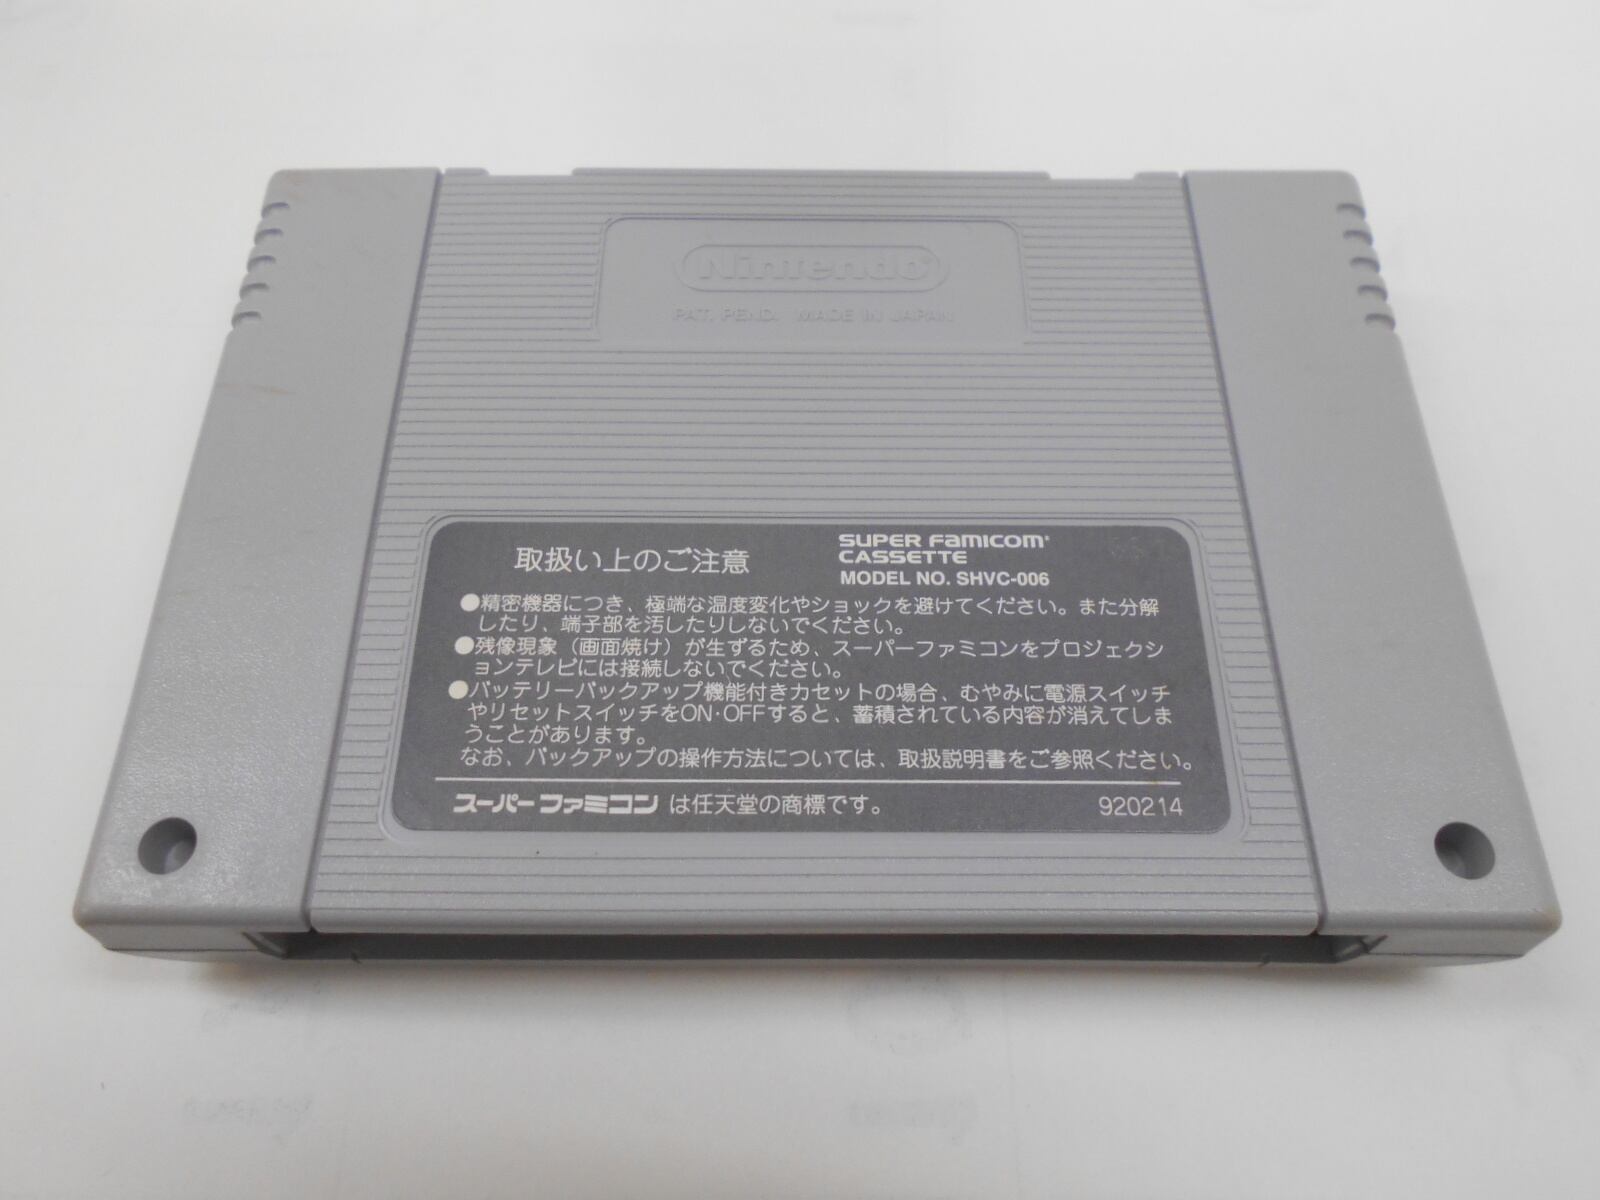 Nintendo®
PAT. PEND. MADE IN JAPAN
取扱い上のご注意
SUPER FAMICOM®
CASSETTE
MODEL NO. SHVC-006
●精密機器につき、極端な温度変化やショックを避けてください。また分解
したり、端子部を汚したりしないでください。
●残像現象（画面焼け）が生ずるため、スーパーファミコンをプロジェクシ
ョンテレビには接続しないでください。
●バッテリーバックアップ機能付きカセットの場合、むやみに電源スイッチ
やリセットスイッチをON･OFFすると、蓄積されている内容が消えてしま
うことがあります。
なお、バックアップの操作方法については、取扱説明書をご参照ください。
スーパーファミコン は任天堂の商標です。
920214